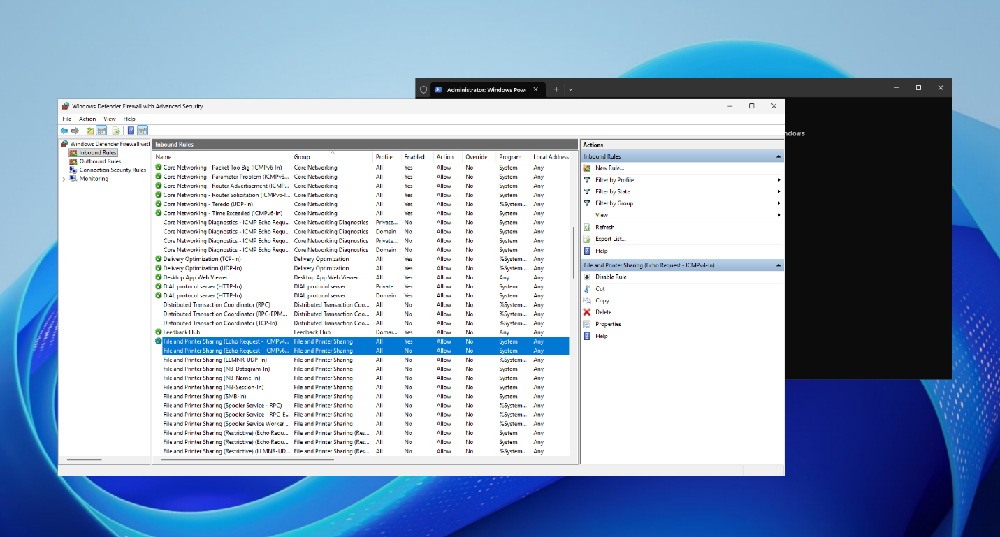 Administrator: Windows Powe
ndows
Windows Defender Firewall with Advanced Security
File Action View Help
Windows Defender Firewall with
Inbound Rules
Outbound Rules
Connection Security Rules
Monitoring
Inbound Rules
Name Group Profile Enabled Action Override Program Local Address
Core Networking - Packet Too Big (ICMPv6-In) Core Networking All Yes Allow No System Any
Core Networking - Parameter Problem (ICMPv6... Core Networking All Yes Allow No System Any
Core Networking - Router Advertisement (ICMP... Core Networking All Yes Allow No System Any
Core Networking - Router Solicitation (ICMPv6-I... Core Networking All Yes Allow No System Any
Core Networking - Teredo (UDP-In) Core Networking All Yes Allow No %System... Any
Core Networking - Time Exceeded (ICMPv6-In) Core Networking All Yes Allow No System Any
Core Networking Diagnostics - ICMP Echo Requ... Core Networking Diagnostics Private... No Allow No System Any
Core Networking Diagnostics - ICMP Echo Requ... Core Networking Diagnostics Domain No Allow No System Any
Core Networking Diagnostics - ICMP Echo Requ... Core Networking Diagnostics Private... No Allow No System Any
Core Networking Diagnostics - ICMP Echo Requ... Core Networking Diagnostics Domain No Allow No System Any
Delivery Optimization (TCP-In) Delivery Optimization All Yes Allow No %System... Any
Delivery Optimization (UDP-In) Delivery Optimization All Yes Allow No %System... Any
Desktop App Web Viewer Desktop App Web Viewer All Yes Allow No Any Any
DIAL protocol server (HTTP-In) DIAL protocol server Private Yes Allow No System Any
DIAL protocol server (HTTP-In) DIAL protocol server Domain Yes Allow No System Any
Distributed Transaction Coordinator (RPC) Distributed Transaction Coo... All No Allow No %System... Any
Distributed Transaction Coordinator (RPC-EPM... Distributed Transaction Coo... All No Allow No %System... Any
Distributed Transaction Coordinator (TCP-In) Distributed Transaction Coo... All No Allow No %System... Any
Feedback Hub Feedback Hub Domai... Yes Allow No Any Any
File and Printer Sharing (Echo Request - ICMPv4... File and Printer Sharing All Yes Allow No System Any
File and Printer Sharing (Echo Request - ICMPv6... File and Printer Sharing All No Allow No System Any
File and Printer Sharing (LLMNR-UDP-In) File and Printer Sharing All No Allow No %System... Any
File and Printer Sharing (NB-Datagram-In) File and Printer Sharing All No Allow No System Any
File and Printer Sharing (NB-Name-In) File and Printer Sharing All No Allow No System Any
File and Printer Sharing (NB-Session-In) File and Printer Sharing All No Allow No System Any
File and Printer Sharing (SMB-In) File and Printer Sharing All No Allow No System Any
File and Printer Sharing (Spooler Service - RPC) File and Printer Sharing All No Allow No %System... Any
File and Printer Sharing (Spooler Service - RPC-E... File and Printer Sharing All No Allow No %System... Any
File and Printer Sharing (Spooler Service Worker ... File and Printer Sharing All No Allow No %System... Any
File and Printer Sharing (Restrictive) (Echo Requ... File and Printer Sharing (Res... All No Allow No System Any
File and Printer Sharing (Restrictive) (Echo Requ... File and Printer Sharing (Res... All No Allow No System Any
File and Printer Sharing (Restrictive) (LLMNR-UD... File and Printer Sharing (Res... All No Allow No %System... Any
Actions
Inbound Rules
New Rule...
Filter by Profile
Filter by State
Filter by Group
View
Refresh
Export List...
Help
File and Printer Sharing (Echo Request - ICMPv4-In)
Disable Rule
Cut
Copy
Delete
Properties
Help